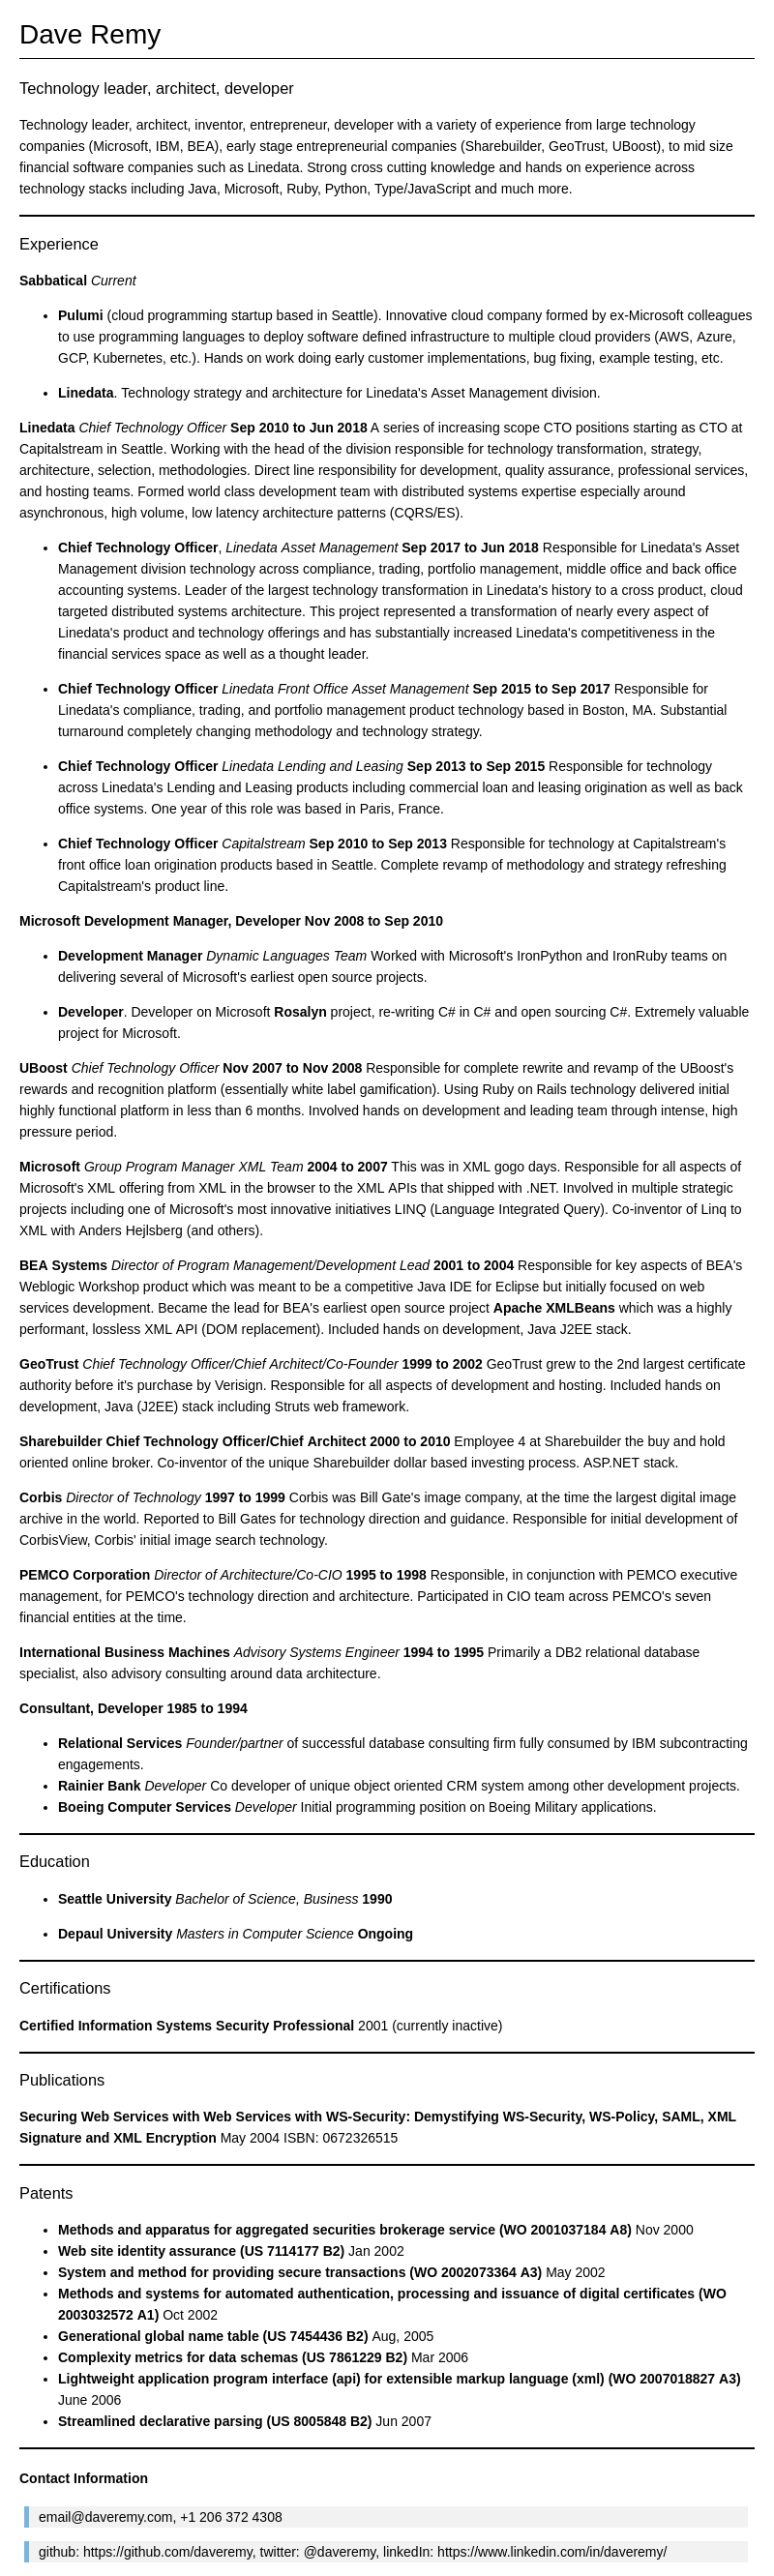 Dave Remy
Technology leader, architect, developer
Technology leader, architect, inventor, entrepreneur, developer with a variety of experience from large technology
companies (Microsoft, IBM, BEA), early stage entrepreneurial companies (Sharebuilder, GeoTrust, UBoost), to mid size
financial software companies such as Linedata. Strong cross cutting knowledge and hands on experience across
technology stacks including Java, Microsoft, Ruby, Python, Type/JavaScript and much more.
Experience
Sabbatical Current
• Pulumi (cloud programming startup based in Seattle). Innovative cloud company formed by ex-Microsoft colleagues
to use programming languages to deploy software defined infrastructure to multiple cloud providers (AWS, Azure,
GCP, Kubernetes, etc.). Hands on work doing early customer implementations, bug fixing, example testing, etc.
• Linedata. Technology strategy and architecture for Linedata's Asset Management division.
Linedata Chief Technology Officer Sep 2010 to Jun 2018 A series of increasing scope CTO positions starting as CTO at
Capitalstream in Seattle. Working with the head of the division responsible for technology transformation, strategy,
architecture, selection, methodologies. Direct line responsibility for development, quality assurance, professional services,
and hosting teams. Formed world class development team with distributed systems expertise especially around
asynchronous, high volume, low latency architecture patterns (CQRS/ES).
• Chief Technology Officer, Linedata Asset Management Sep 2017 to Jun 2018 Responsible for Linedata's Asset
Management division technology across compliance, trading, portfolio management, middle office and back office
accounting systems. Leader of the largest technology transformation in Linedata's history to a cross product, cloud
targeted distributed systems architecture. This project represented a transformation of nearly every aspect of
Linedata's product and technology offerings and has substantially increased Linedata's competitiveness in the
financial services space as well as a thought leader.
• Chief Technology Officer Linedata Front Office Asset Management Sep 2015 to Sep 2017 Responsible for
Linedata's compliance, trading, and portfolio management product technology based in Boston, MA. Substantial
turnaround completely changing methodology and technology strategy.
• Chief Technology Officer Linedata Lending and Leasing Sep 2013 to Sep 2015 Responsible for technology
across Linedata's Lending and Leasing products including commercial loan and leasing origination as well as back
office systems. One year of this role was based in Paris, France.
• Chief Technology Officer Capitalstream Sep 2010 to Sep 2013 Responsible for technology at Capitalstream's
front office loan origination products based in Seattle. Complete revamp of methodology and strategy refreshing
Capitalstream's product line.
Microsoft Development Manager, Developer Nov 2008 to Sep 2010
• Development Manager Dynamic Languages Team Worked with Microsoft's IronPython and IronRuby teams on
delivering several of Microsoft's earliest open source projects.
• Developer. Developer on Microsoft Rosalyn project, re-writing C# in C# and open sourcing C#. Extremely valuable
project for Microsoft.
UBoost Chief Technology Officer Nov 2007 to Nov 2008 Responsible for complete rewrite and revamp of the UBoost's
rewards and recognition platform (essentially white label gamification). Using Ruby on Rails technology delivered initial
highly functional platform in less than 6 months. Involved hands on development and leading team through intense, high
pressure period.
Microsoft Group Program Manager XML Team 2004 to 2007 This was in XML gogo days. Responsible for all aspects of
Microsoft's XML offering from XML in the browser to the XML APIs that shipped with .NET. Involved in multiple strategic
projects including one of Microsoft's most innovative initiatives LINQ (Language Integrated Query). Co-inventor of Linq to
XML with Anders Hejlsberg (and others).
BEA Systems Director of Program Management/Development Lead 2001 to 2004 Responsible for key aspects of BEA's
Weblogic Workshop product which was meant to be a competitive Java IDE for Eclipse but initially focused on web
services development. Became the lead for BEA's earliest open source project Apache XMLBeans which was a highly
performant, lossless XML API (DOM replacement). Included hands on development, Java J2EE stack.
GeoTrust Chief Technology Officer/Chief Architect/Co-Founder 1999 to 2002 GeoTrust grew to the 2nd largest certificate
authority before it's purchase by Verisign. Responsible for all aspects of development and hosting. Included hands on
development, Java (J2EE) stack including Struts web framework.
Sharebuilder Chief Technology Officer/Chief Architect 2000 to 2010 Employee 4 at Sharebuilder the buy and hold
oriented online broker. Co-inventor of the unique Sharebuilder dollar based investing process. ASP.NET stack.
Corbis Director of Technology 1997 to 1999 Corbis was Bill Gate's image company, at the time the largest digital image
archive in the world. Reported to Bill Gates for technology direction and guidance. Responsible for initial development of
CorbisView, Corbis' initial image search technology.
PEMCO Corporation Director of Architecture/Co-CIO 1995 to 1998 Responsible, in conjunction with PEMCO executive
management, for PEMCO's technology direction and architecture. Participated in CIO team across PEMCO's seven
financial entities at the time.
International Business Machines Advisory Systems Engineer 1994 to 1995 Primarily a DB2 relational database
specialist, also advisory consulting around data architecture.
Consultant, Developer 1985 to 1994
• Relational Services Founder/partner of successful database consulting firm fully consumed by IBM subcontracting
engagements.
• Rainier Bank Developer Co developer of unique object oriented CRM system among other development projects.
• Boeing Computer Services Developer Initial programming position on Boeing Military applications.
Education
• Seattle University Bachelor of Science, Business 1990
• Depaul University Masters in Computer Science Ongoing
Certifications
Certified Information Systems Security Professional 2001 (currently inactive)
Publications
Securing Web Services with Web Services with WS-Security: Demystifying WS-Security, WS-Policy, SAML, XML
Signature and XML Encryption May 2004 ISBN: 0672326515
Patents
• Methods and apparatus for aggregated securities brokerage service (WO 2001037184 A8) Nov 2000
• Web site identity assurance (US 7114177 B2) Jan 2002
• System and method for providing secure transactions (WO 2002073364 A3) May 2002
• Methods and systems for automated authentication, processing and issuance of digital certificates (WO
2003032572 A1) Oct 2002
• Generational global name table (US 7454436 B2) Aug, 2005
• Complexity metrics for data schemas (US 7861229 B2) Mar 2006
• Lightweight application program interface (api) for extensible markup language (xml) (WO 2007018827 A3)
June 2006
• Streamlined declarative parsing (US 8005848 B2) Jun 2007
Contact Information
email@daveremy.com, +1 206 372 4308
github: https://github.com/daveremy, twitter: @daveremy, linkedIn: https://www.linkedin.com/in/daveremy/